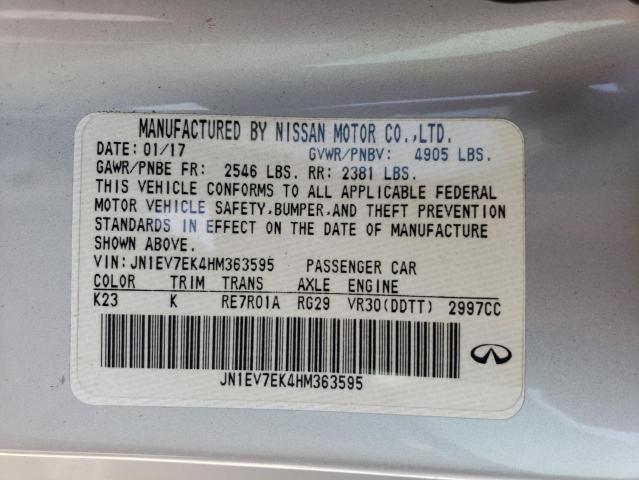 MANUFACTURED BY NISSAN MOTOR CO.,LTD.
DATE: 01/17 GVWR/PNBV: 4905 LBS.
GAWR/PNBE FR: 2546 LBS. RR: 2381 LBS.
THIS VEHICLE CONFORMS TO ALL APPLICABLE FEDERAL
MOTOR VEHICLE SAFETY,BUMPER,AND THEFT PREVENTION
STANDARDS IN EFFECT ON THE DATE OF MANUFACTURE
SHOWN ABOVE.
VIN: JN1EV7EK4HM363595 PASSENGER CAR
COLOR TRIM TRANS AXLE ENGINE
K23 K RE7R01A RG29 VR30(DDTT) 2997CC
JN1EV7EK4HM363595